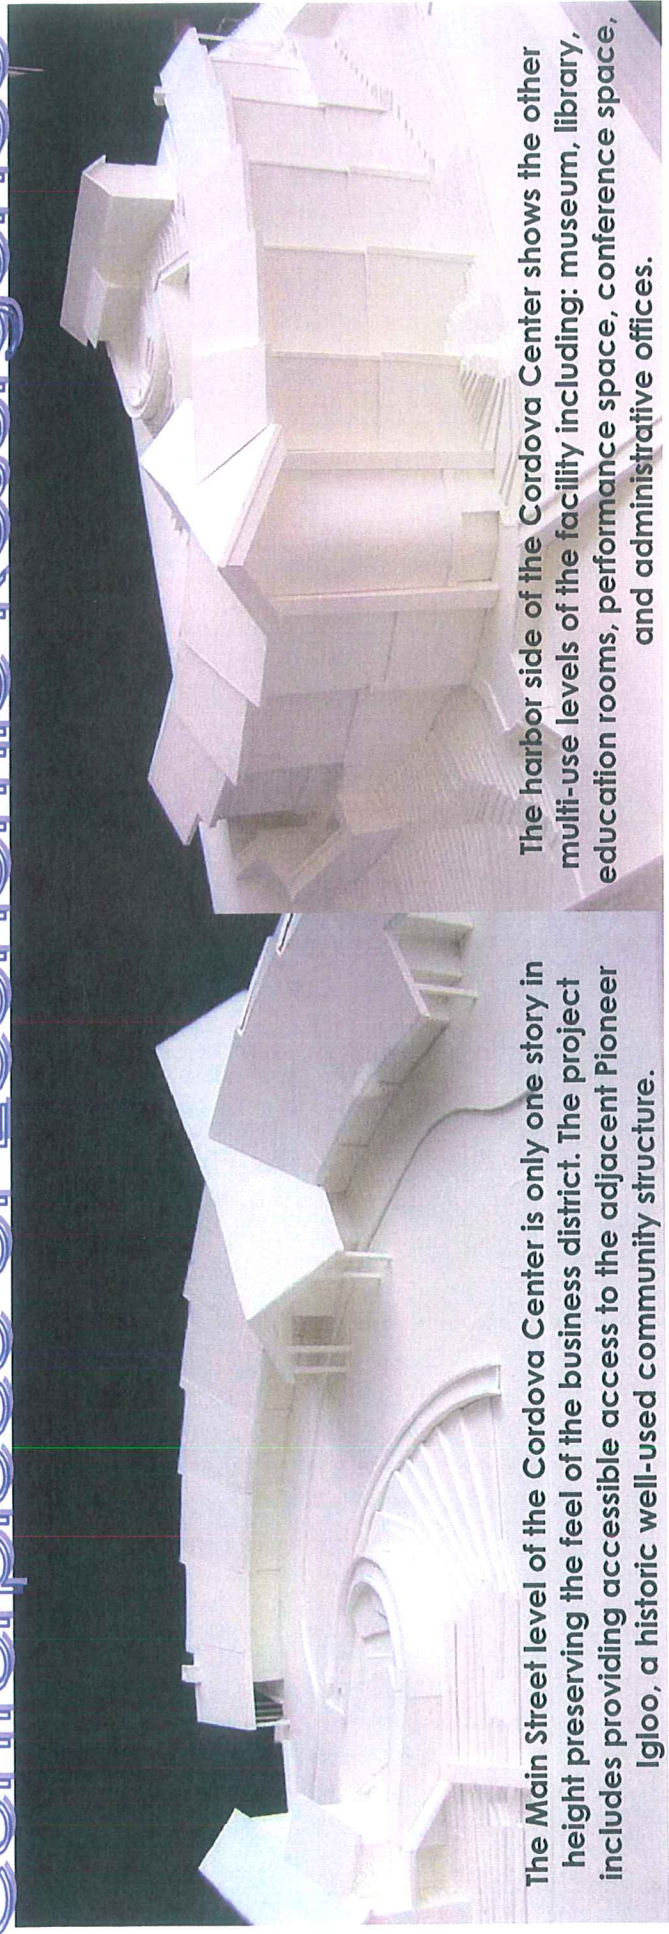 The Main Street level of the Cordova Center is only one story in
height preserving the feel of the business district. The project
includes providing accessible access to the adjacent Pioneer
Igloo, a historic well-used community structure.
The harbor side of the Cordova Center shows the other
multi-use levels of the facility including: museum, library,
education rooms, performance space, conference space,
and administrative offices.